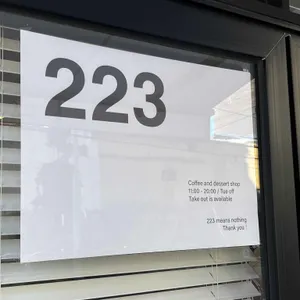 223
Coffee and dessert shop
11:00 - 20:00 / Tue off
Take out is available
223 means nothing
Thank you